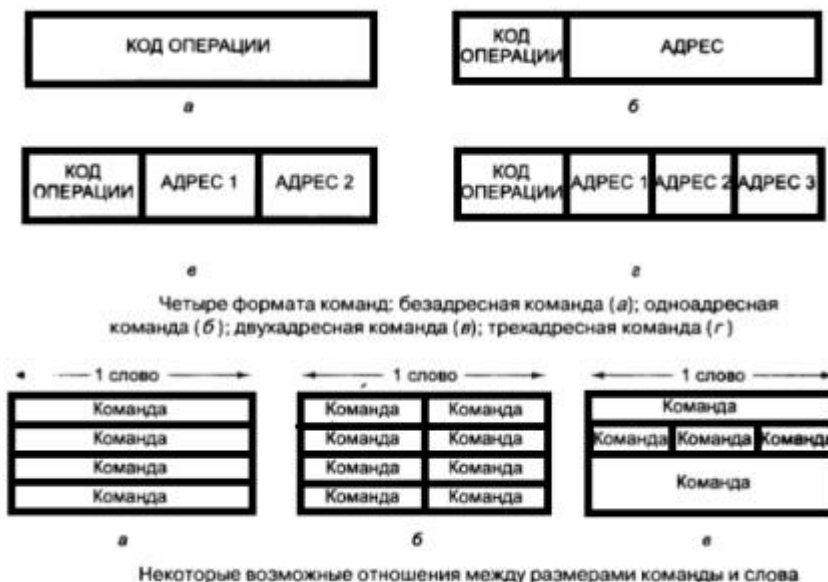 КОД ОПЕРАЦИИ
а
КОД
ОПЕРАЦИИ
АДРЕС
б
КОД
ОПЕРАЦИИ
АДРЕС 1
АДРЕС 2
в
КОД
ОПЕРАЦИИ
АДРЕС 1
АДРЕС 2
АДРЕС 3
г
Четыре формата команд: безадресная команда (а); одноадресная
команда (б); двухадресная команда (в); трехадресная команда (г)
1 слово
Команда
Команда
Команда
Команда
а
1 слово
Команда Команда
Команда Команда
Команда Команда
Команда Команда
б
1 слово
Команда
Команда Команда Команда
Команда
в
Некоторые возможные отношения между размерами команды и слова